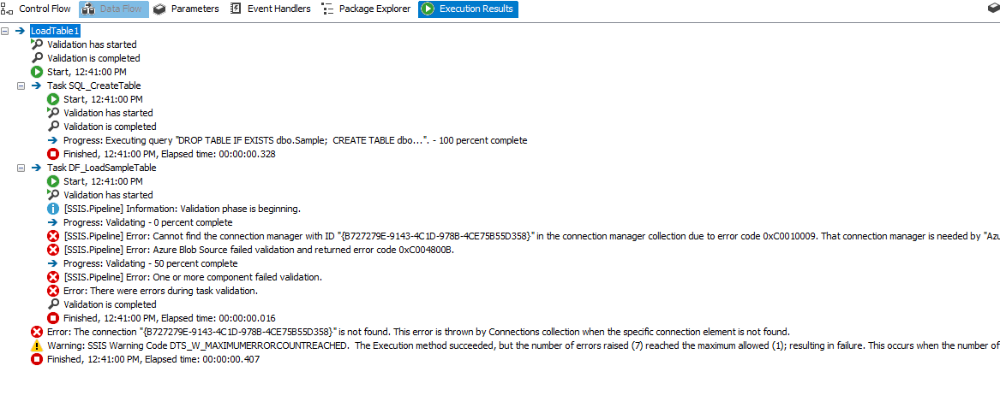 Control Flow Data Flow Parameters Event Handlers Package Explorer Execution Results
LoadTable1
Validation has started
Validation is completed
Start, 12:41:00 PM
Task SQL_CreateTable
Start, 12:41:00 PM
Validation has started
Validation is completed
Progress: Executing query "DROP TABLE IF EXISTS dbo.Sample;  CREATE TABLE dbo...". - 100 percent complete
Finished, 12:41:00 PM, Elapsed time: 00:00:00.328
Task DF_LoadSampleTable
Start, 12:41:00 PM
Validation has started
[SSIS.Pipeline] Information: Validation phase is beginning.
Progress: Validating - 0 percent complete
[SSIS.Pipeline] Error: Cannot find the connection manager with ID "{B727279E-9143-4C1D-978B-4CE75B55D358}" in the connection manager collection due to error code 0xC0010009. That connection manager is needed by "Azu
[SSIS.Pipeline] Error: Azure Blob Source failed validation and returned error code 0xC004800B.
Progress: Validating - 50 percent complete
[SSIS.Pipeline] Error: One or more component failed validation.
Error: There were errors during task validation.
Validation is completed
Finished, 12:41:00 PM, Elapsed time: 00:00:00.016
Error: The connection "{B727279E-9143-4C1D-978B-4CE75B55D358}" is not found. This error is thrown by Connections collection when the specific connection element is not found.
Warning: SSIS Warning Code DTS_W_MAXIMUMERRORCOUNTREACHED.  The Execution method succeeded, but the number of errors raised (7) reached the maximum allowed (1); resulting in failure. This occurs when the number of
Finished, 12:41:00 PM, Elapsed time: 00:00:00.407